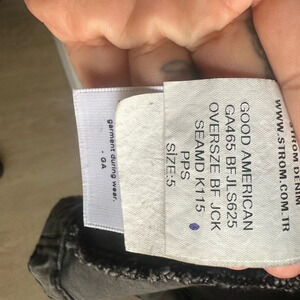 STROM DENIM
WWW.STROM.COM.TR
GOOD AMERICAN
GA465 BFJLS625
OVERSZE BF JCK
SEAMD K115
PPS
SIZE:5
garment during wear.
- GA